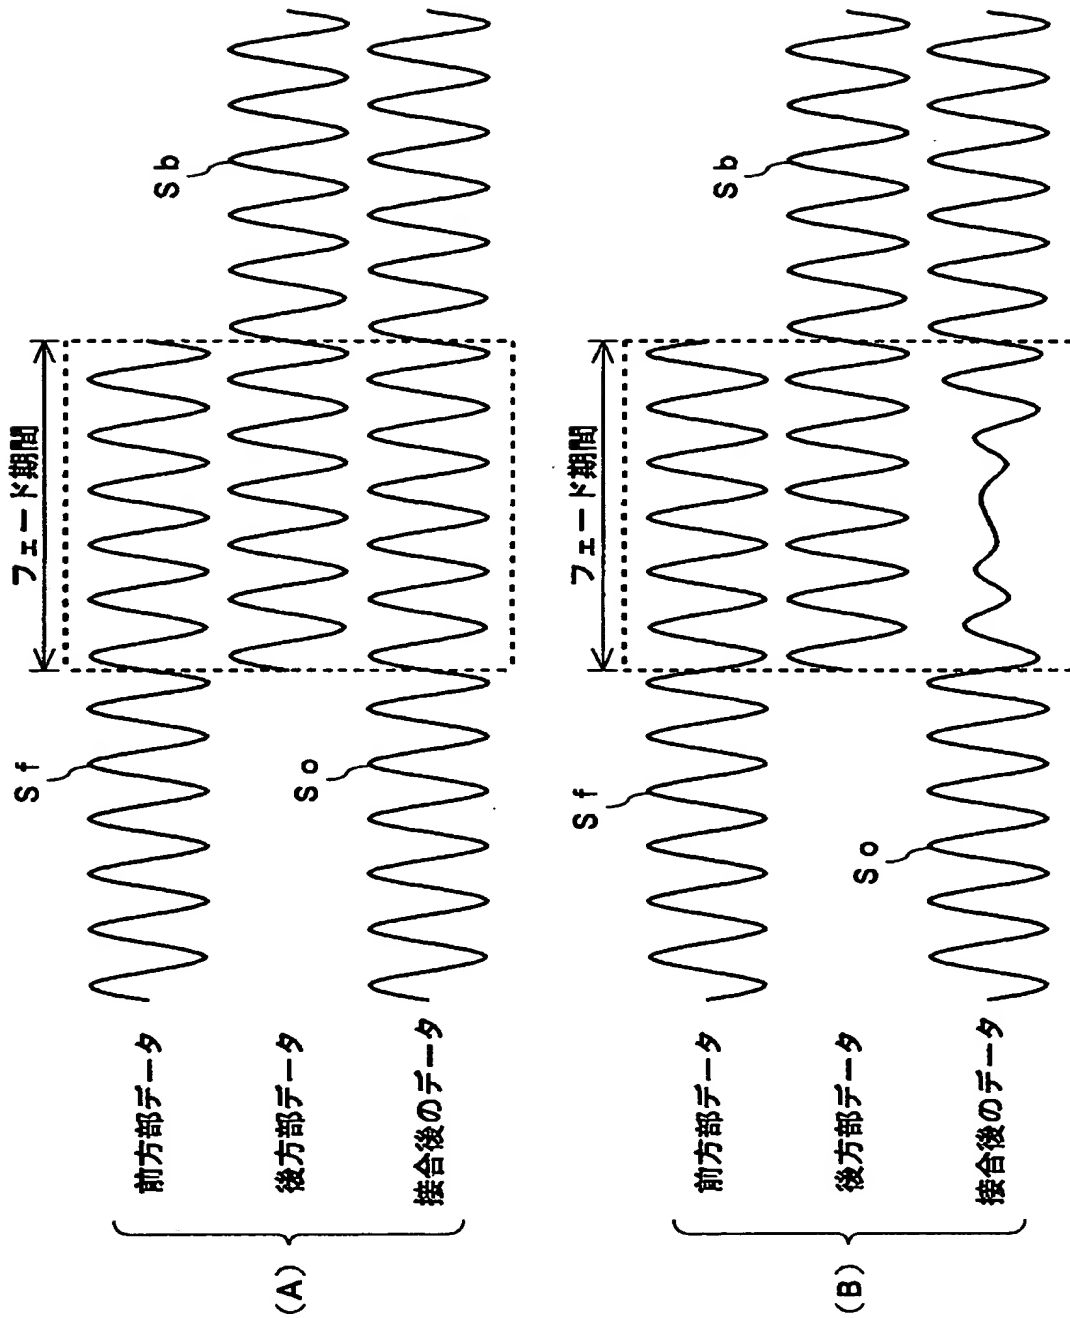 フェード期間
Sf
Sb
前方部データ
後方部データ
So
接合後のデータ
(A)
フェード期間
Sf
Sb
前方部データ
後方部データ
So
接合後のデータ
(B)